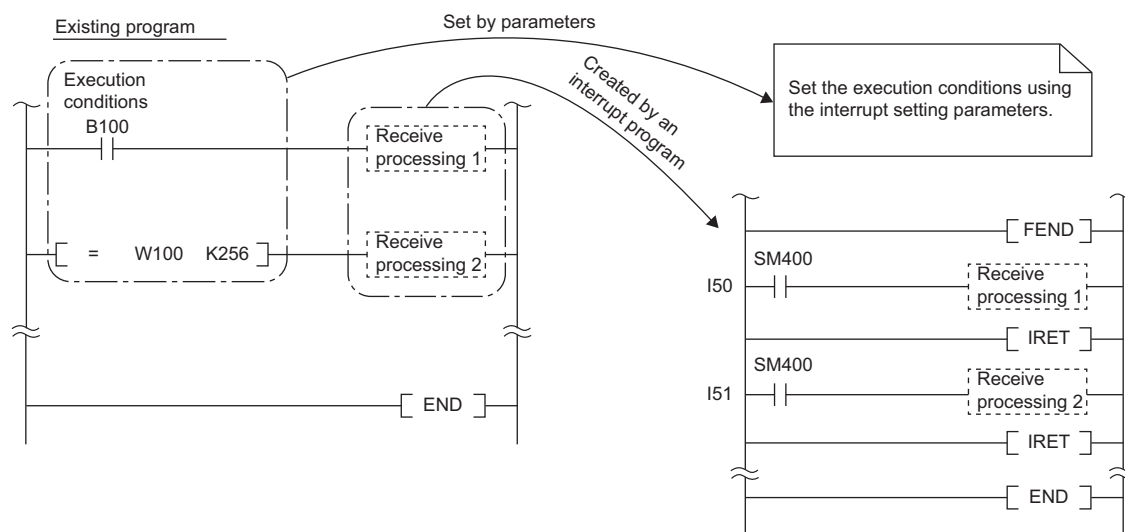 Existing program
Set by parameters
Execution
conditions
B100
Receive
processing 1
= W100 K256
Receive
processing 2
END
Created by an
interrupt program
Set the execution conditions using
the interrupt setting parameters.
FEND
SM400
I50
Receive
processing 1
IRET
SM400
I51
Receive
processing 2
IRET
END